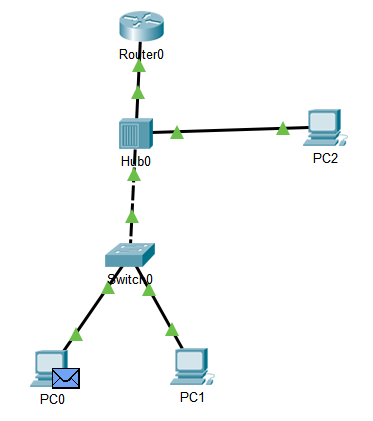 Router0
Hub0
PC2
Switch0
PC0
PC1